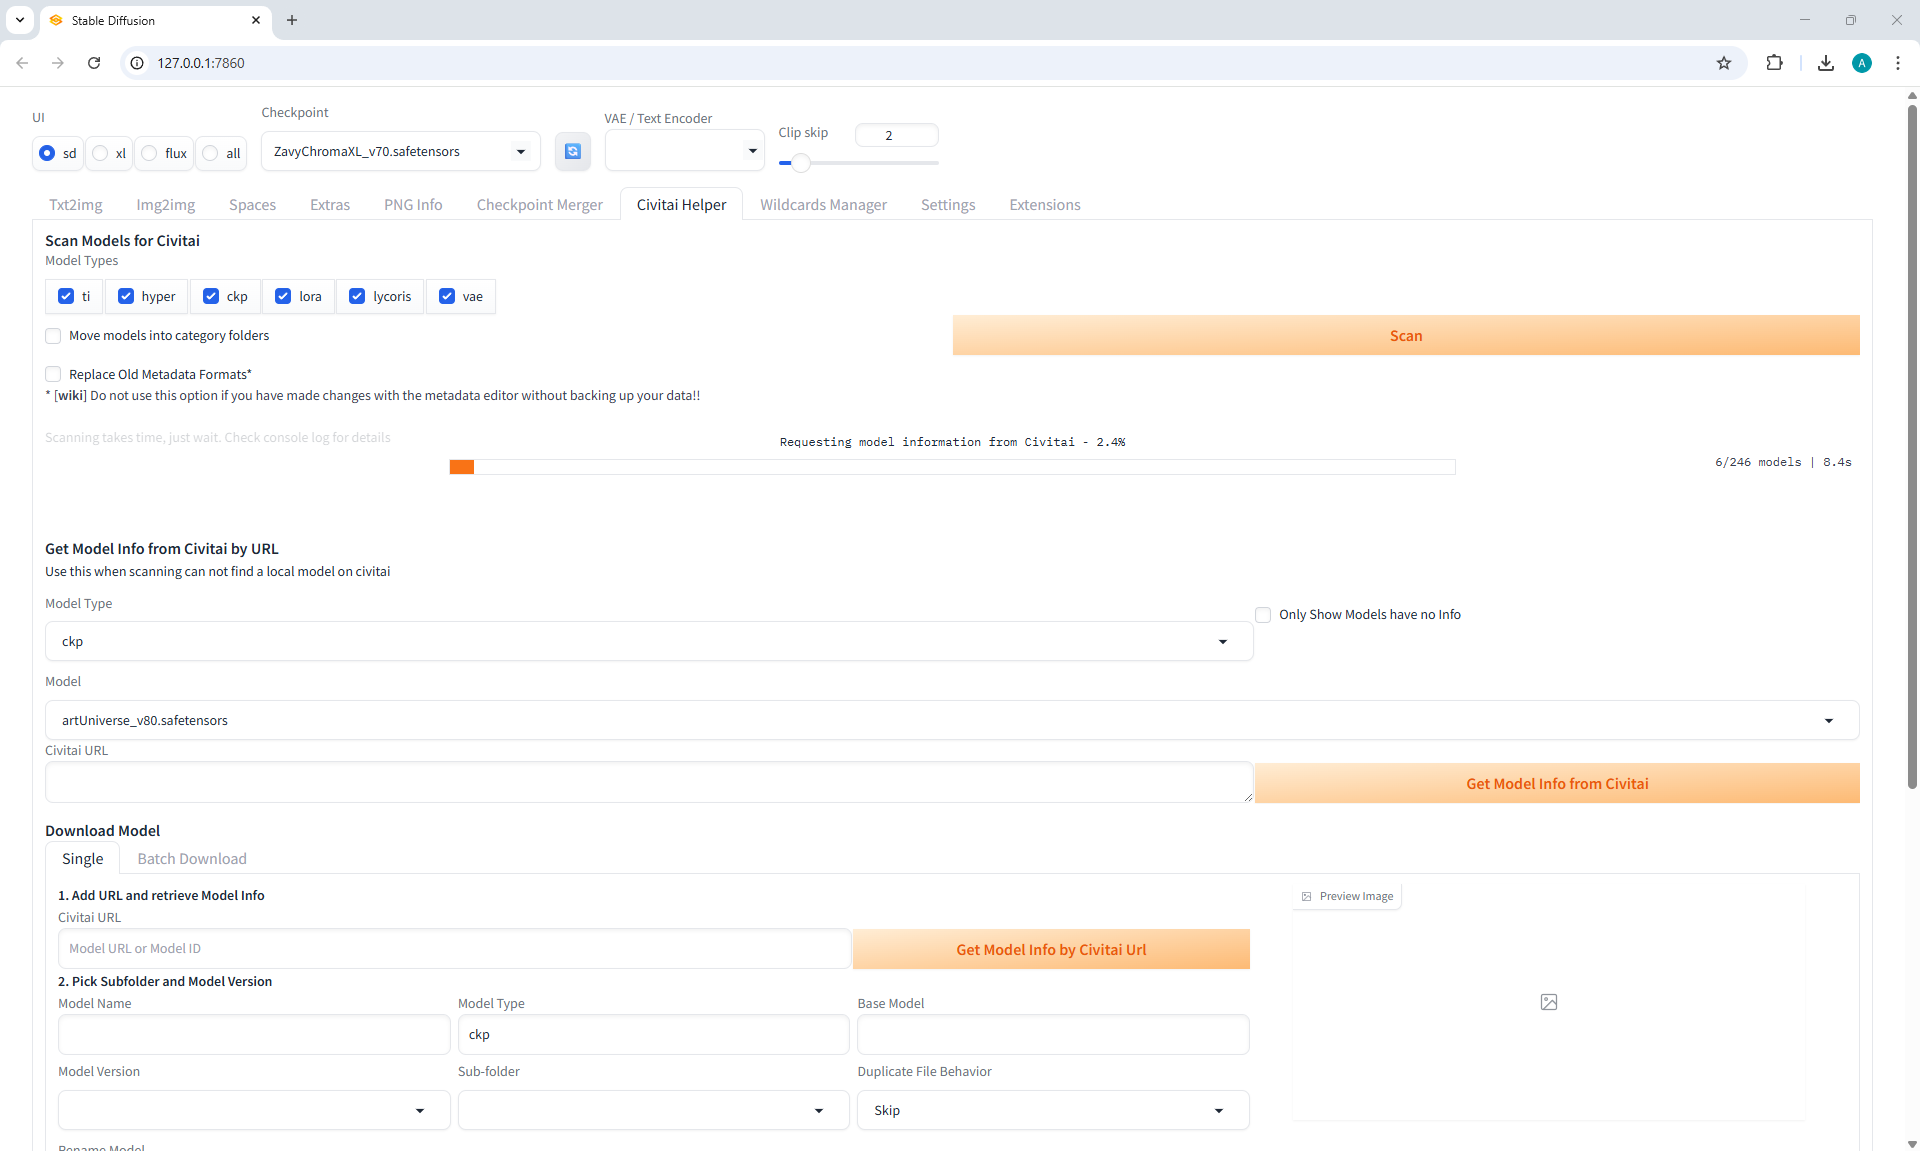 Stable Diffusion
127.0.0.1:7860
A
UI
sd
xl
flux
all
Checkpoint
ZavyChromaXL_v70.safetensors
VAE / Text Encoder
Clip skip
2
Txt2img
Img2img
Spaces
Extras
PNG Info
Checkpoint Merger
Civitai Helper
Wildcards Manager
Settings
Extensions
Scan Models for Civitai
Model Types
ti
hyper
ckp
lora
lycoris
vae
Move models into category folders
Scan
Replace Old Metadata Formats*
* [wiki] Do not use this option if you have made changes with the metadata editor without backing up your data!!
Scanning takes time, just wait. Check console log for details
Requesting model information from Civitai - 2.4%
6/246 models | 8.4s
Get Model Info from Civitai by URL
Use this when scanning can not find a local model on civitai
Model Type
ckp
Only Show Models have no Info
Model
artUniverse_v80.safetensors
Civitai URL
Get Model Info from Civitai
Download Model
Single
Batch Download
1. Add URL and retrieve Model Info
Civitai URL
Model URL or Model ID
Get Model Info by Civitai Url
Preview Image
2. Pick Subfolder and Model Version
Model Name
Model Type
ckp
Base Model
Model Version
Sub-folder
Duplicate File Behavior
Skip
Rename Model